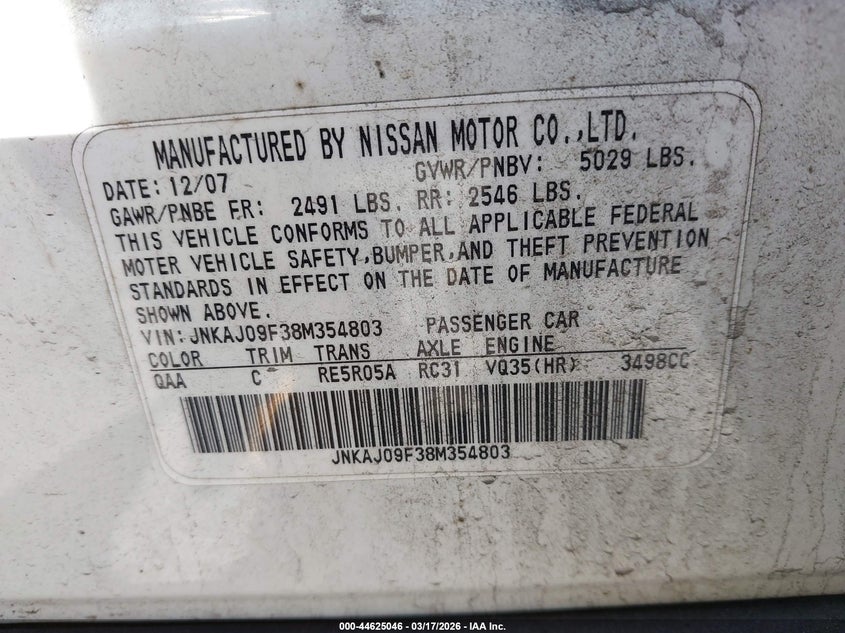 MANUFACTURED BY NISSAN MOTOR CO.,LTD.
DATE: 12/07 GVWR/PNBV: 5029 LBS.
GAWR/PNBE FR: 2491 LBS. RR: 2546 LBS.
THIS VEHICLE CONFORMS TO ALL APPLICABLE FEDERAL
MOTER VEHICLE SAFETY,BUMPER,AND THEFT PREVENTION
STANDARDS IN EFFECT ON THE DATE OF MANUFACTURE
SHOWN ABOVE.
VIN: JNKAJ09F38M354803 PASSENGER CAR
COLOR TRIM TRANS AXLE ENGINE
QAA C RE5R05A RC31 VQ35(HR) 3498CC
JNKAJ09F38M354803
000-44625046 - 03/17/2026 - IAA Inc.